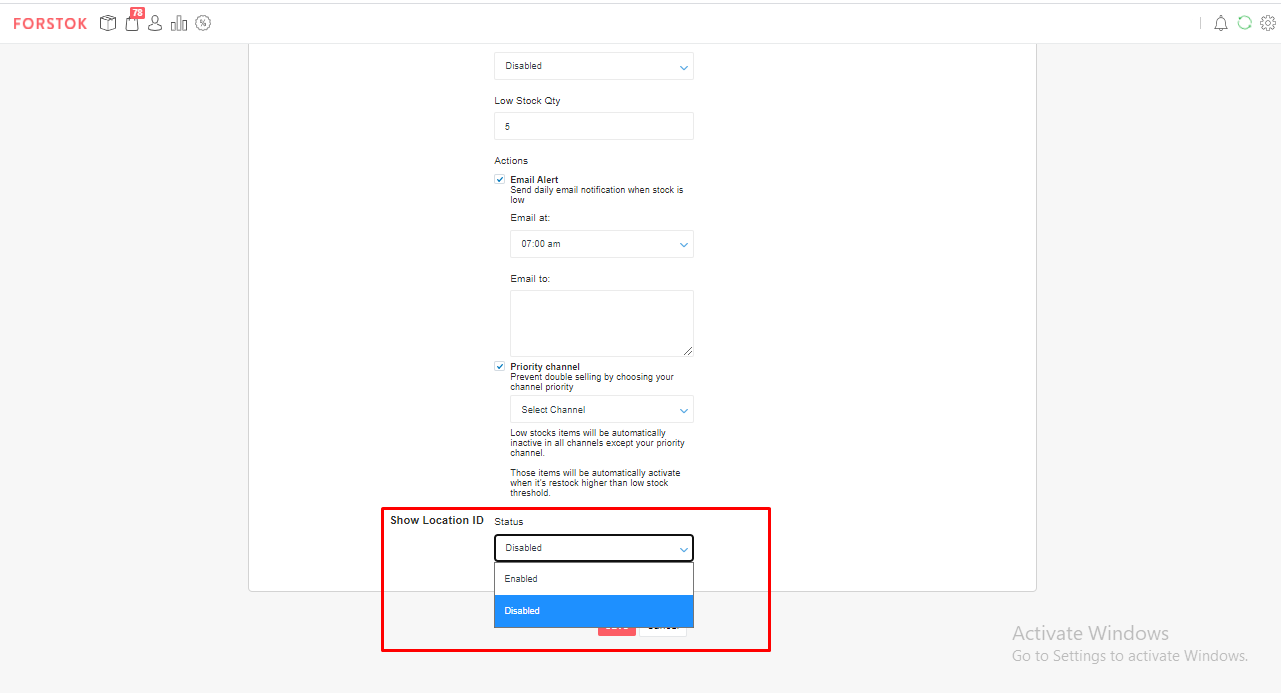 FORSTOK
78
Disabled
Low Stock Qty
5
Actions
Email Alert
Send daily email notification when stock is
low
Email at:
07:00 am
Email to:
Priority channel
Prevent double selling by choosing your
channel priority
Select Channel
Low stocks items will be automatically
inactive in all channels except your priority
channel.
Those items will be automatically activate
when it's restock higher than low stock
threshold.
Show Location ID
Status
Disabled
Enabled
Disabled
Activate Windows
Go to Settings to activate Windows.